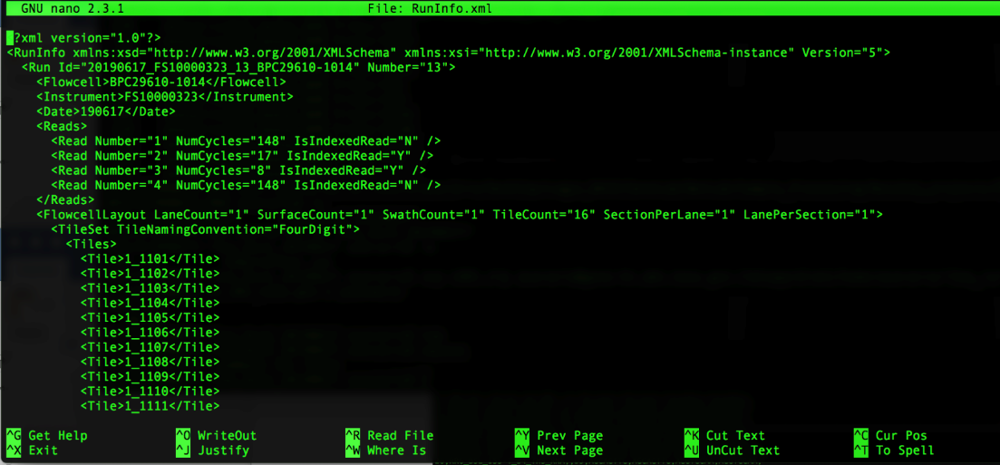 GNU nano 2.3.1 File: RunInfo.xml
?xml version="1.0"?>
<RunInfo xmlns:xsd="http://www.w3.org/2001/XMLSchema" xmlns:xsi="http://www.w3.org/2001/XMLSchema-instance" Version="5">
<Run Id="20190617_FS10000323_13_BPC29610-1014" Number="13">
<Flowcell>BPC29610-1014</Flowcell>
<Instrument>FS10000323</Instrument>
<Date>190617</Date>
<Reads>
<Read Number="1" NumCycles="148" IsIndexedRead="N" />
<Read Number="2" NumCycles="17" IsIndexedRead="Y" />
<Read Number="3" NumCycles="8" IsIndexedRead="Y" />
<Read Number="4" NumCycles="148" IsIndexedRead="N" />
</Reads>
<FlowcellLayout LaneCount="1" SurfaceCount="1" SwathCount="1" TileCount="16" SectionPerLane="1" LanePerSection="1">
<TileSet TileNamingConvention="FourDigit">
<Tiles>
<Tile>1_1101</Tile>
<Tile>1_1102</Tile>
<Tile>1_1103</Tile>
<Tile>1_1104</Tile>
<Tile>1_1105</Tile>
<Tile>1_1106</Tile>
<Tile>1_1107</Tile>
<Tile>1_1108</Tile>
<Tile>1_1109</Tile>
<Tile>1_1110</Tile>
<Tile>1_1111</Tile>
^G Get Help ^O WriteOut ^R Read File ^Y Prev Page ^K Cut Text ^C Cur Pos
^X Exit ^J Justify ^W Where Is ^V Next Page ^U UnCut Text ^T To Spell